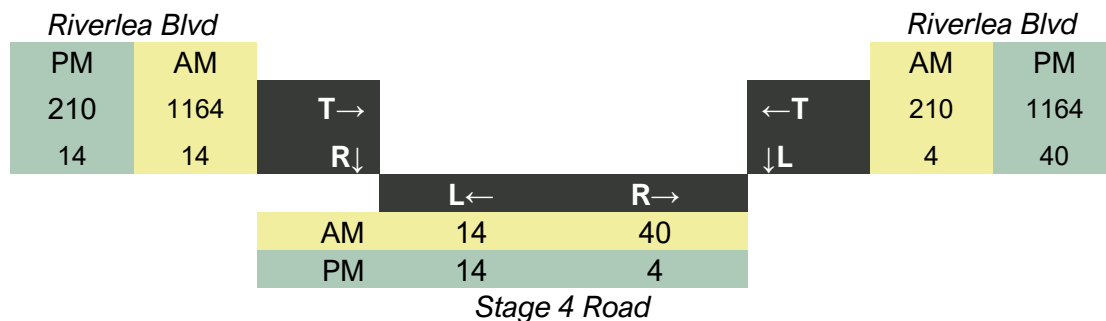 Riverlea Blvd Riverlea Blvd
PM AM AM PM
210 1164 T→ ←T 210 1164
14 14 R↓ ↓L 4 40
L← R→
AM 14 40
PM 14 4
Stage 4 Road